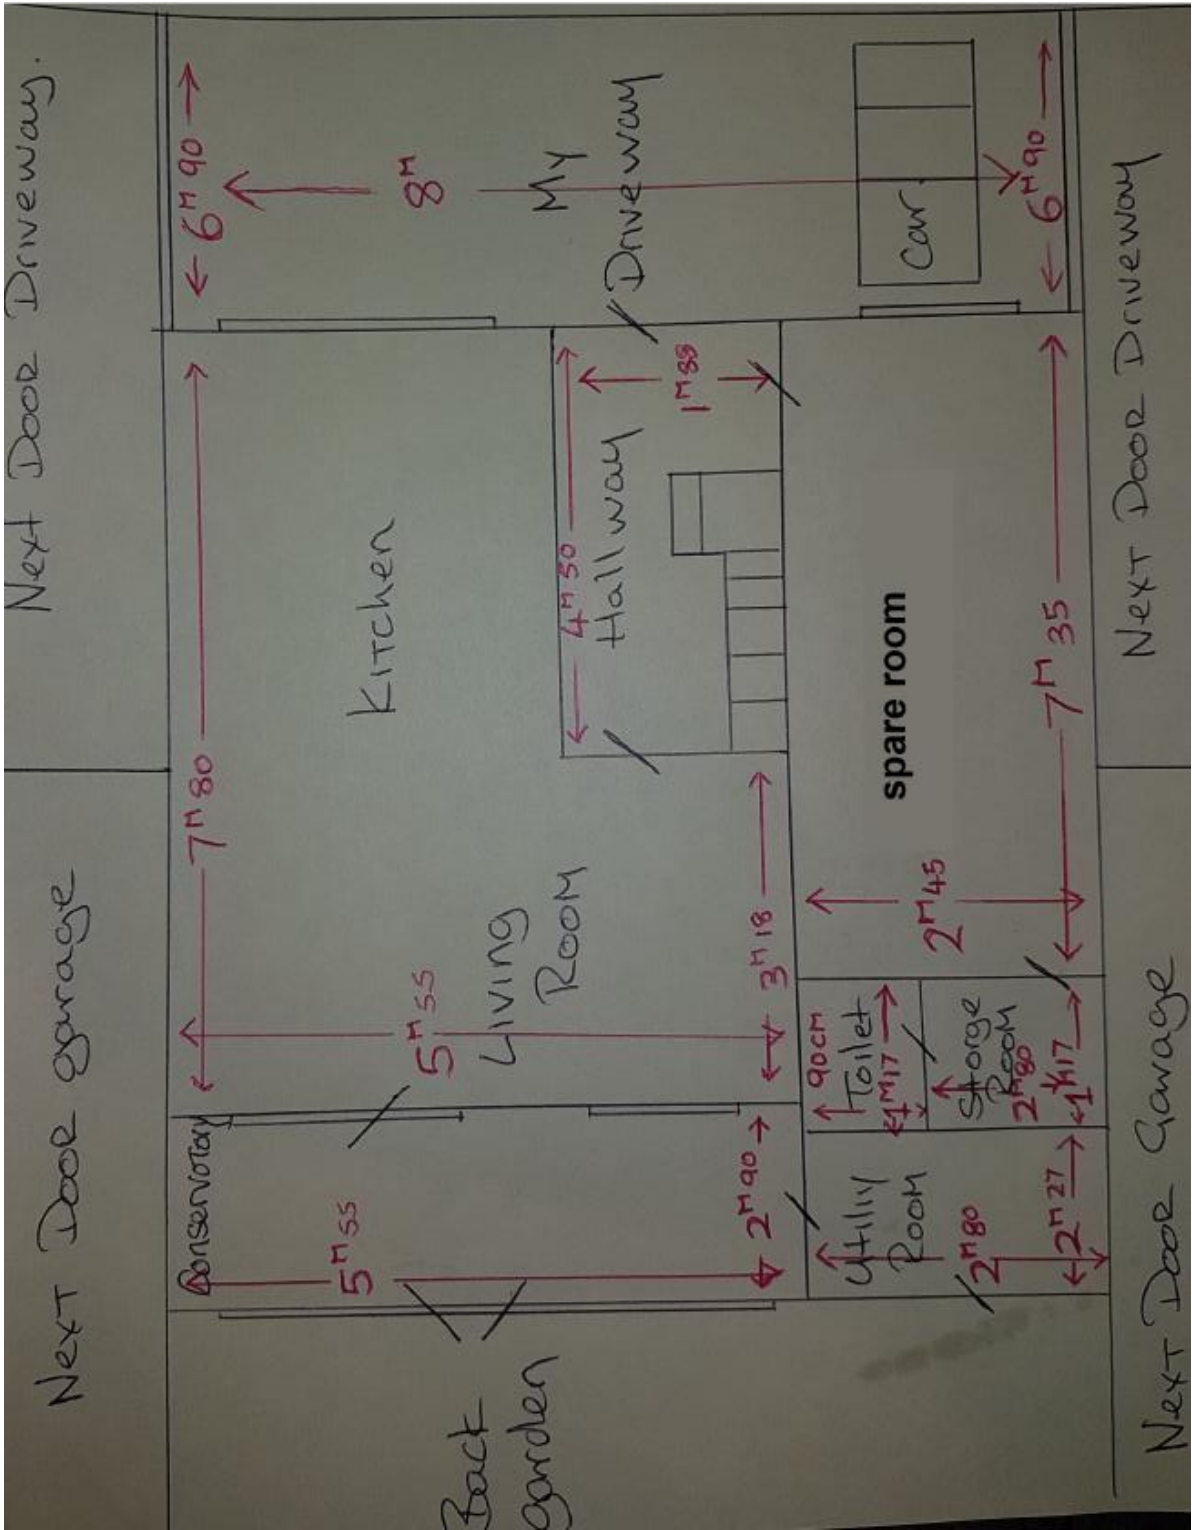 Next Door Driveway.
Next Door garage
6M90
8M
My
Driveway
Car
6M90
Next Door Driveway
7M80
Kitchen
4M50
Hallway
1M88
spare room
7M35
2M45
5M55
Living
Room
3M18
90CM
Toilet
1M17
Storge
Room
2M80
1M17
Conservatory
5M55
2M90
Utiliy
Room
2M80
2M27
Back
garden
Next Door Garage